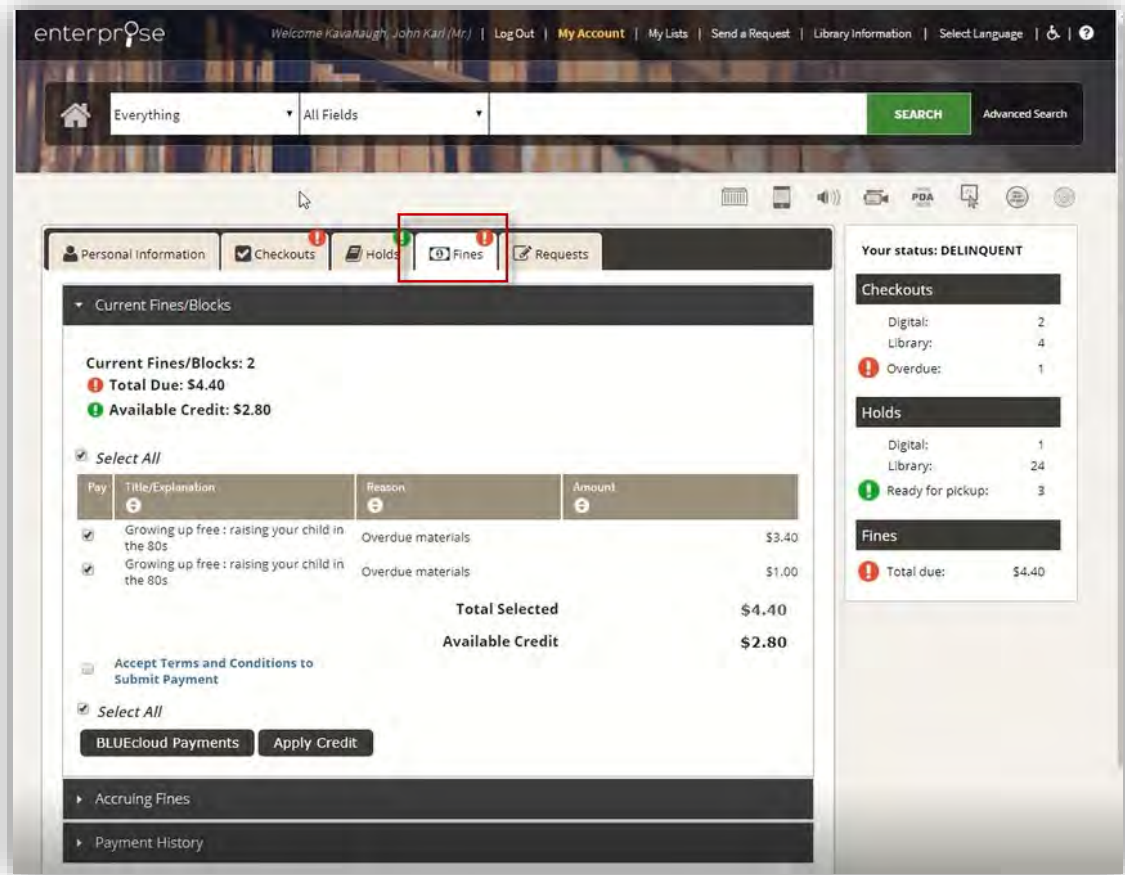 enterprise
Welcome Kavanaugh, John Karl (Mr.) | Log Out | My Account | My Lists | Send a Request | Library Information | Select Language | | ?
Everything All Fields SEARCH Advanced Search
PDA
Personal Information Checkouts Holds Fines Requests
Current Fines/Blocks
Current Fines/Blocks: 2
Total Due: $4.40
Available Credit: $2.80
Select All
Pay Title/Explanation Reason Amount
Growing up free : raising your child in Overdue materials $3.40
the 80s
Growing up free : raising your child in Overdue materials $1.00
the 80s
Total Selected $4.40
Available Credit $2.80
Accept Terms and Conditions to
Submit Payment
Select All
BLUEcloud Payments Apply Credit
Accruing Fines
Payment History
Your status: DELINQUENT
Checkouts
Digital: 2
Library: 4
Overdue: 1
Holds
Digital: 1
Library: 24
Ready for pickup: 3
Fines
Total due: $4.40